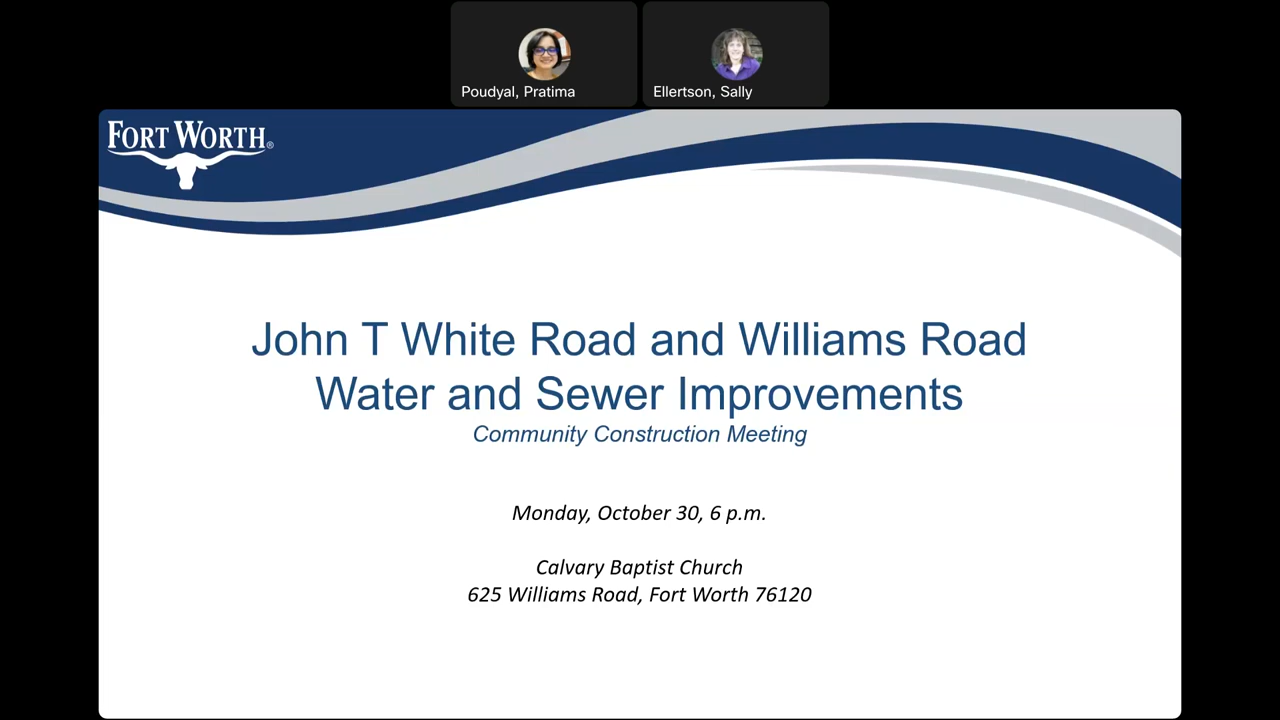 Poudyal, Pratima
Ellertson, Sally
FORT WORTH®
John T White Road and Williams Road
Water and Sewer Improvements
Community Construction Meeting
Monday, October 30, 6 p.m.
Calvary Baptist Church
625 Williams Road, Fort Worth 76120